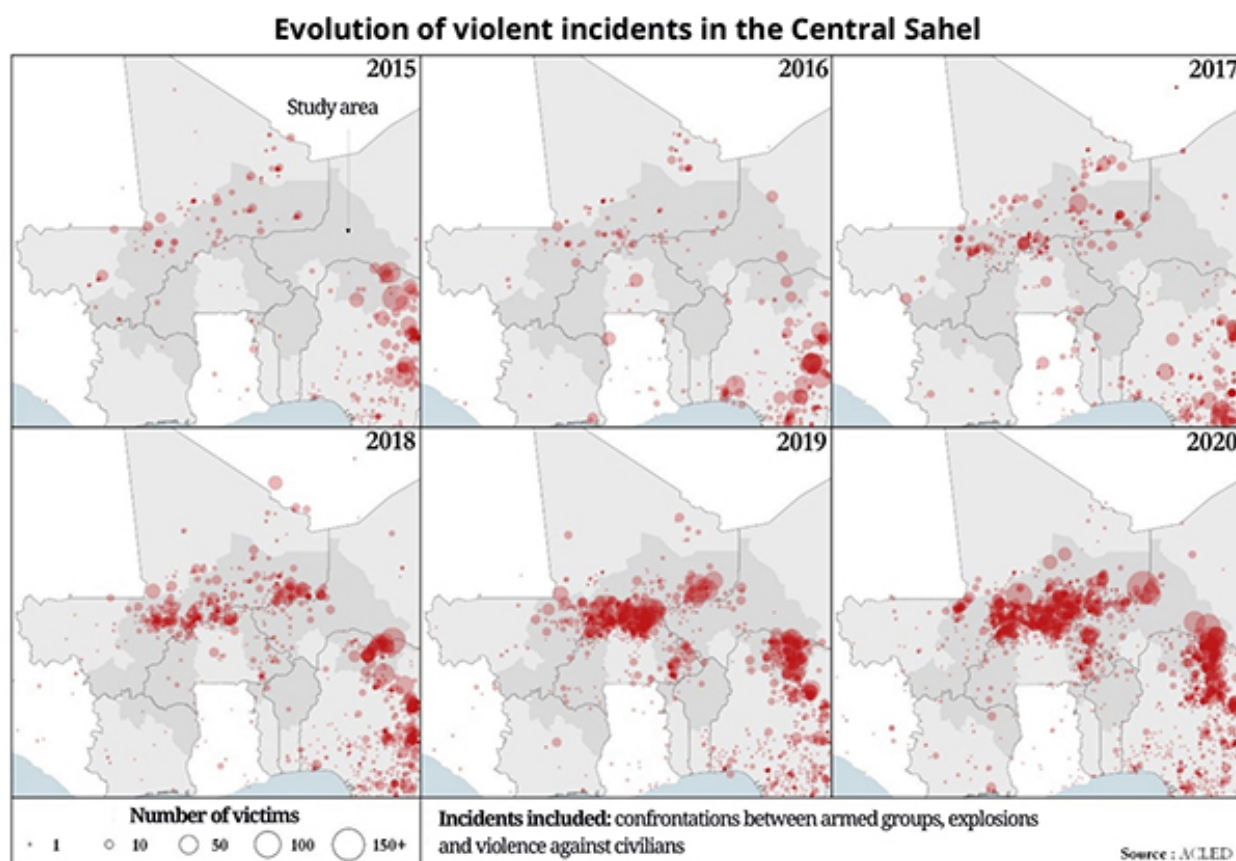 Evolution of violent incidents in the Central Sahel
2015
Study area
2016
2017
2018
2019
2020
Number of victims
1 10 50 100 150+
Incidents included: confrontations between armed groups, explosions
and violence against civilians
Source : ACLED